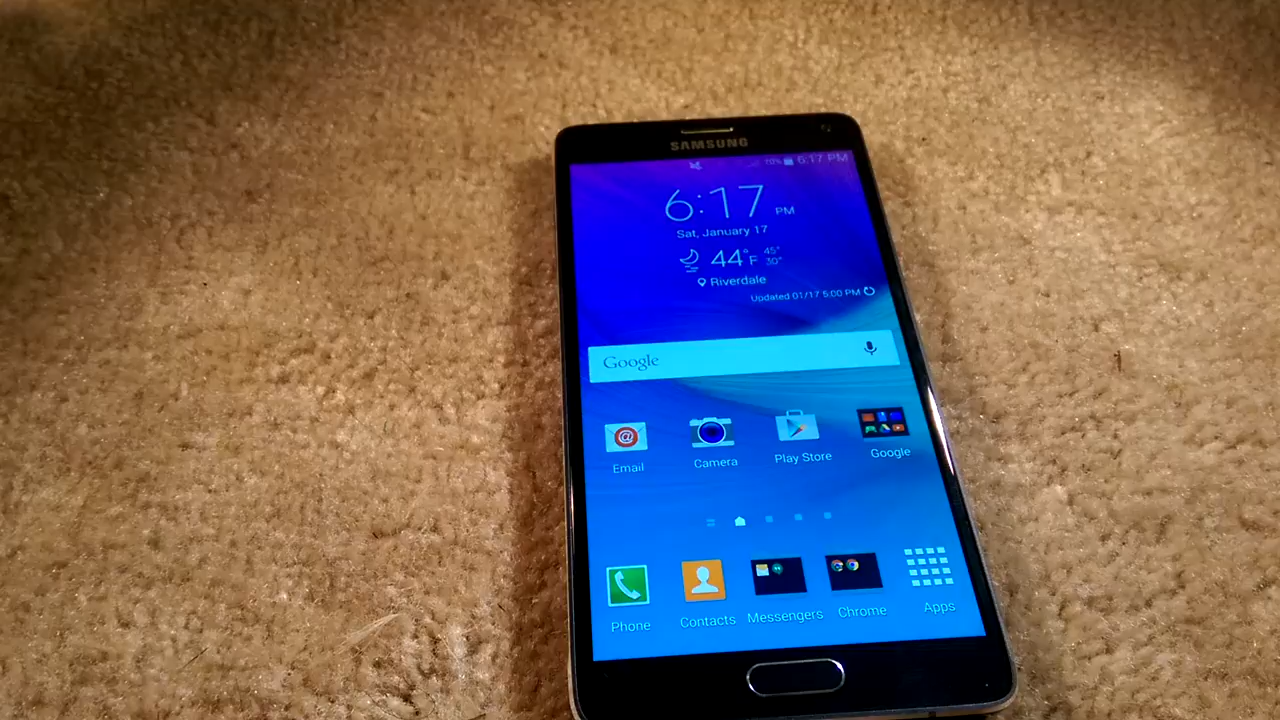 SAMSUNG
6:17 PM
6:17 PM
Sat, January 17
44°F 45° 30°
Riverdale
Updated 01/17 5:00 PM
Google
Email Camera Play Store Google
Phone Contacts Messengers Chrome Apps